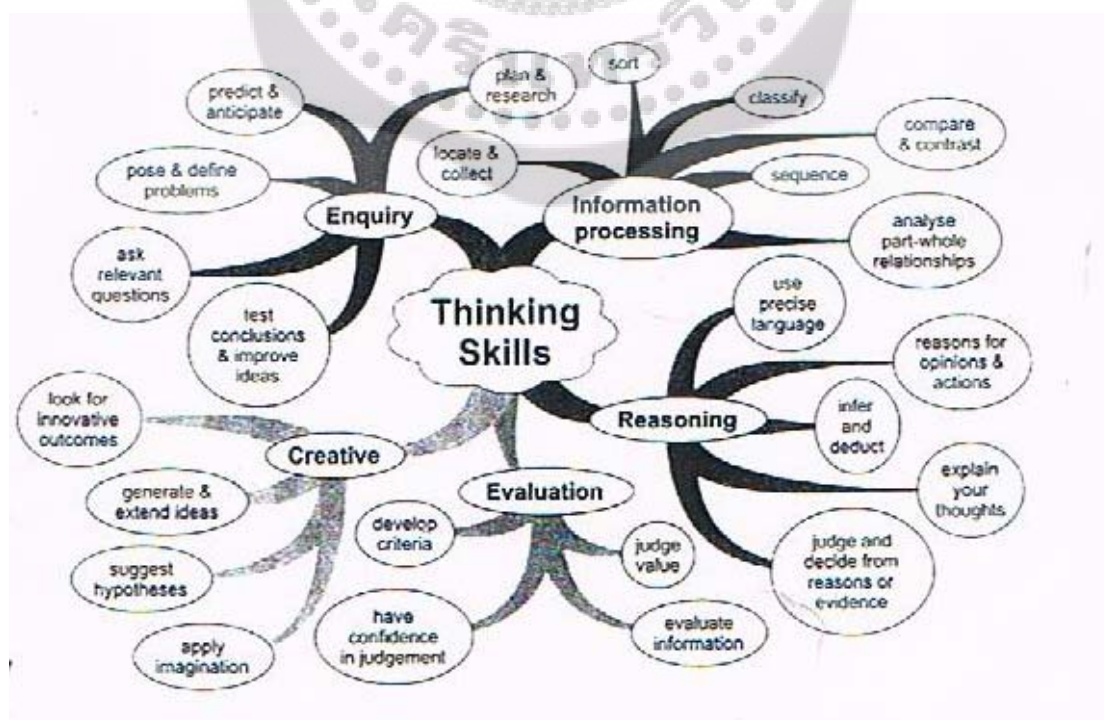 Thinking
Skills
Enquiry
predict &
anticipate
plan &
research
pose & define
problems
ask
relevant
questions
test
conclusions
& improve
ideas
Information
processing
locate &
collect
sort
classify
compare
& contrast
sequence
analyse
part-whole
relationships
Reasoning
use
precise
language
reasons for
opinions &
actions
infer
and
deduct
explain
your
thoughts
judge and
decide from
reasons or
evidence
Evaluation
develop
criteria
judge
value
have
confidence
in judgement
evaluate
information
Creative
look for
innovative
outcomes
generate &
extend ideas
suggest
hypotheses
apply
imagination